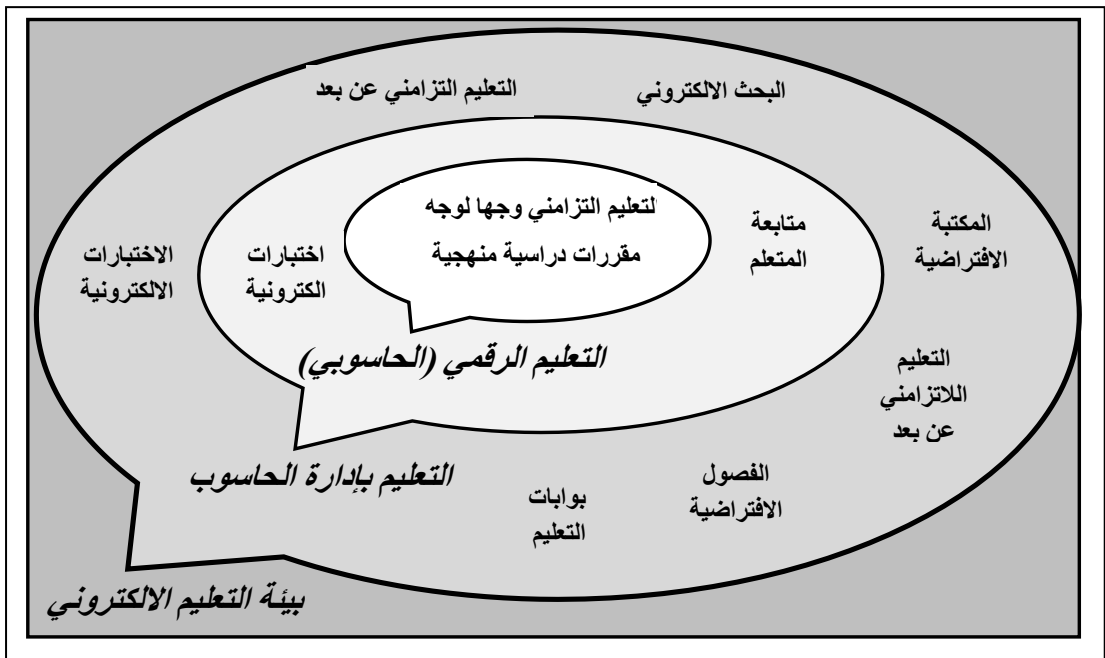 البحث الالكتروني
التعليم التزامني عن بعد
لتعليم التزامني وجها لوجه
مقررات دراسية منهجية
متابعة
المتعلم
المكتبة
الافتراضية
اختبارات
الكترونية
الاختبارات
الالكترونية
التعليم الرقمي (الحاسوبي)
التعليم
اللاتزامني
عن بعد
التعليم بإدارة الحاسوب
الفصول
الافتراضية
بوابات
التعليم
بيئة التعليم الالكتروني